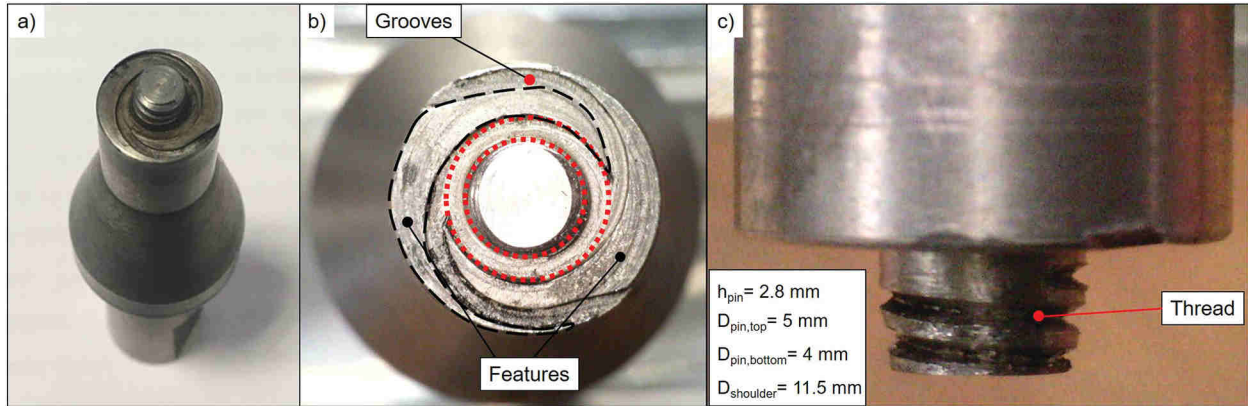 a)
b)
Grooves
Features
c)
h_pin= 2.8 mm
D_pin,top= 5 mm
D_pin,bottom= 4 mm
D_shoulder= 11.5 mm
Thread